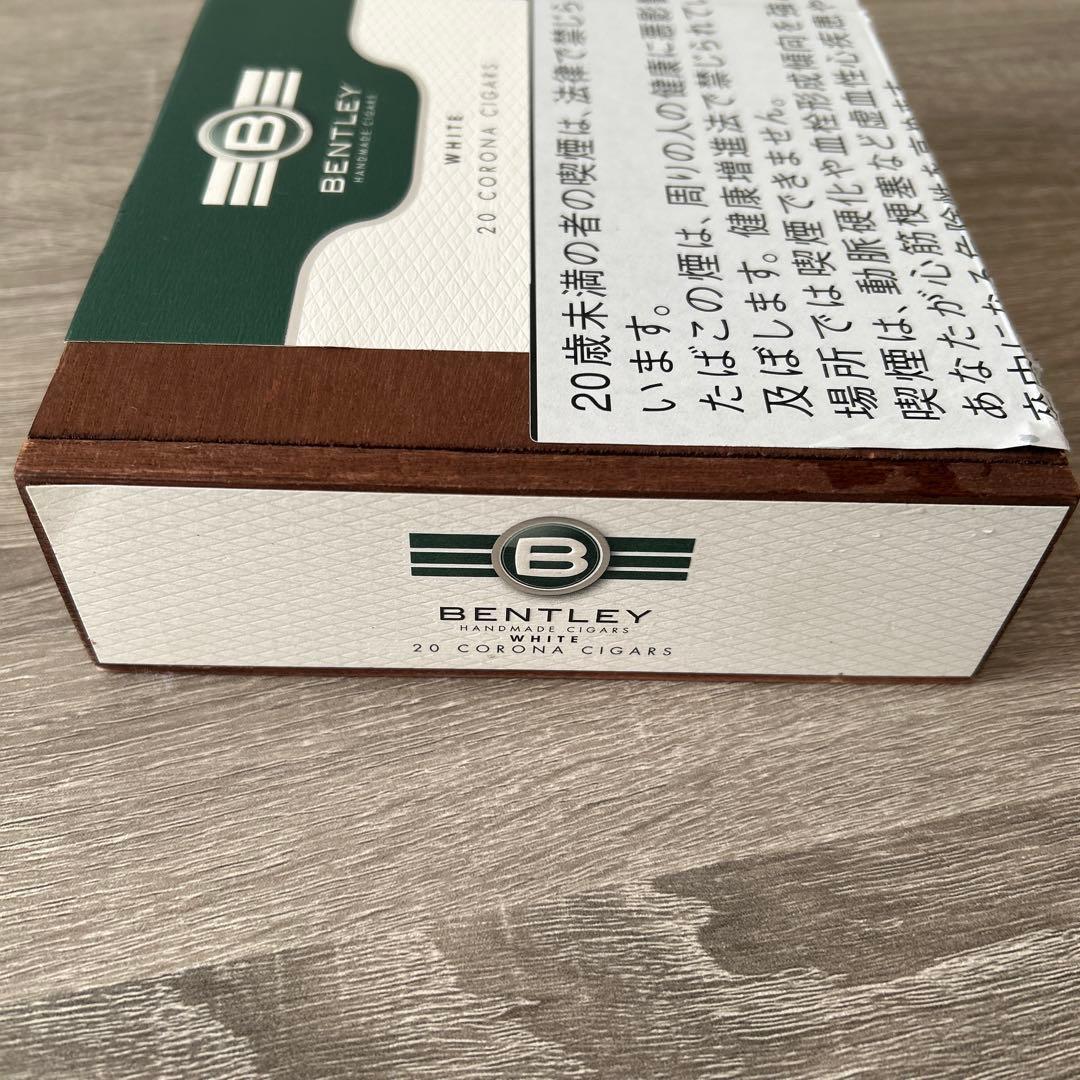 B
BENTLEY
HANDMADE CIGARS
WHITE
20 CORONA CIGARS
20歳未満の者の喫煙は、法律で禁じら
います。
たばこの煙は、周りの人の健康に悪影響
及ぼします。健康増進法で禁じられてい
場所では喫煙できません。
喫煙は、動脈硬化や血栓形成傾向を強
あなたが心筋梗塞など虚血性心疾患や
B
BENTLEY
HANDMADE CIGARS
WHITE
20 CORONA CIGARS